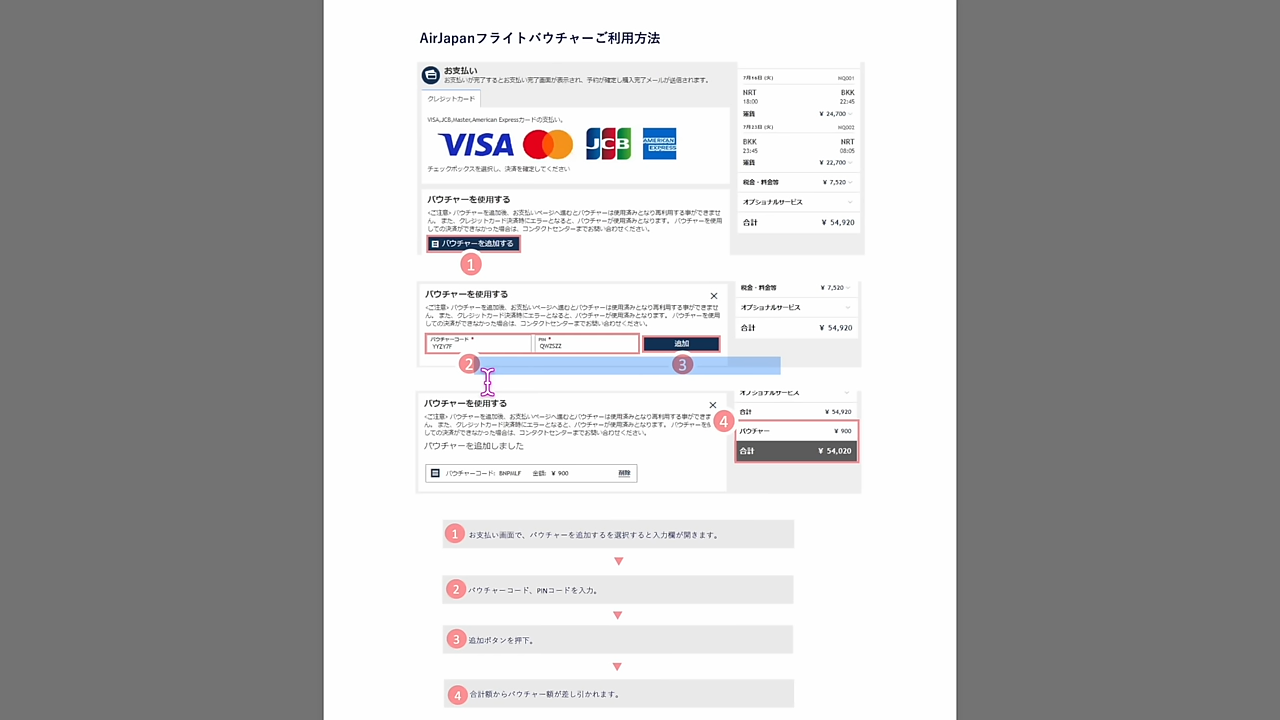 AirJapanフライトバウチャーご利用方法
お支払い
お支払いが完了するとお支払い完了画面が表示され、予約が確定し購入完了メールが送信されます。
クレジットカード
VISA,JCB,Master,American Expressカードの支払い。
VISA
JCB
AMERICAN EXPRESS
チェックボックスを選択し、決済を確定してください
バウチャーを使用する
<ご注意> バウチャーを追加後、お支払いページへ進むとバウチャーは使用済みとなり再利用する事ができませ
ん。また、クレジットカード決済時にエラーとなると、バウチャーが使用済みとなります。 バウチャーを使用
しての決済ができなかった場合は、コンタクトセンターまでお問い合わせください。
バウチャーを追加する
1
7月16日 (火) NQ001
NRT BKK
18:00 22:45
運賃 ¥ 24,700
7月23日 (火) NQ002
BKK NRT
23:45 08:05
運賃 ¥ 22,700
税金・料金等 ¥ 7,520
オプショナルサービス
合計 ¥ 54,920
バウチャーを使用する
<ご注意> バウチャーを追加後、お支払いページへ進むとバウチャーは使用済みとなり再利用する事ができませ
ん。また、クレジットカード決済時にエラーとなると、バウチャーが使用済みとなります。 バウチャーを使用
しての決済ができなかった場合は、コンタクトセンターまでお問い合わせください。
バウチャーコード * PIN *
YYZY7F QWZSZZ 追加
2 3
税金・料金等 ¥ 7,520
オプショナルサービス
合計 ¥ 54,920
バウチャーを使用する
<ご注意> バウチャーを追加後、お支払いページへ進むとバウチャーは使用済みとなり再利用する事ができま
ん。また、クレジットカード決済時にエラーとなると、バウチャーが使用済みとなります。 バウチャーを
しての決済ができなかった場合は、コンタクトセンターまでお問い合わせください。
バウチャーを追加しました
バウチャーコード: BNPMLF 金額: ¥ 900 削除
4
オプショナルサービス
合計 ¥ 54,920
バウチャー ¥ 900
合計 ¥ 54,020
1 お支払い画面で、バウチャーを追加するを選択すると入力欄が開きます。
2 バウチャーコード、PINコードを入力。
3 追加ボタンを押下。
4 合計額からバウチャー額が差し引かれます。